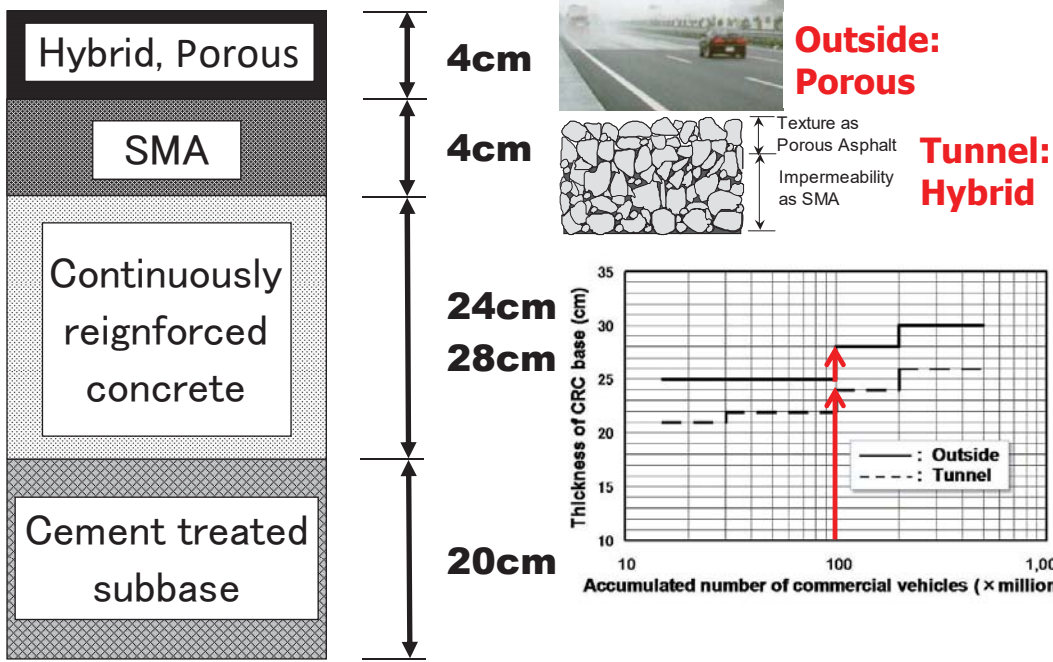 Hybrid, Porous
4cm
SMA
4cm
Continuously
reignforced
concrete
24cm
28cm
Cement treated
subbase
20cm
Outside:
Porous
Texture as
Porous Asphalt
Impermeability
as SMA
Tunnel:
Hybrid
Thickness of CRC base (cm)
35
30
25
20
15
10
: Outside
: Tunnel
10
100
1,00
Accumulated number of commercial vehicles (×million